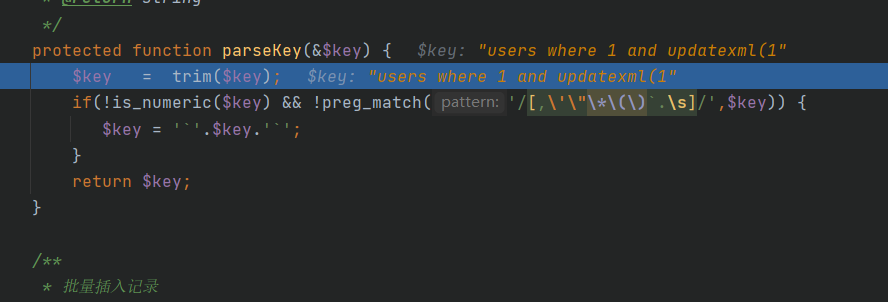 * @return string
*/
protected function parseKey(&$key) {   $key: "users where 1 and updatexml(1"
$key   =  trim($key);   $key: "users where 1 and updatexml(1"
if(!is_numeric($key) && !preg_match( pattern: '/[,\'\"\*\(\)`.\s]/',$key)) {
$key = '`'.$key.'`';
}
return $key;
}
/**
* 批量插入记录